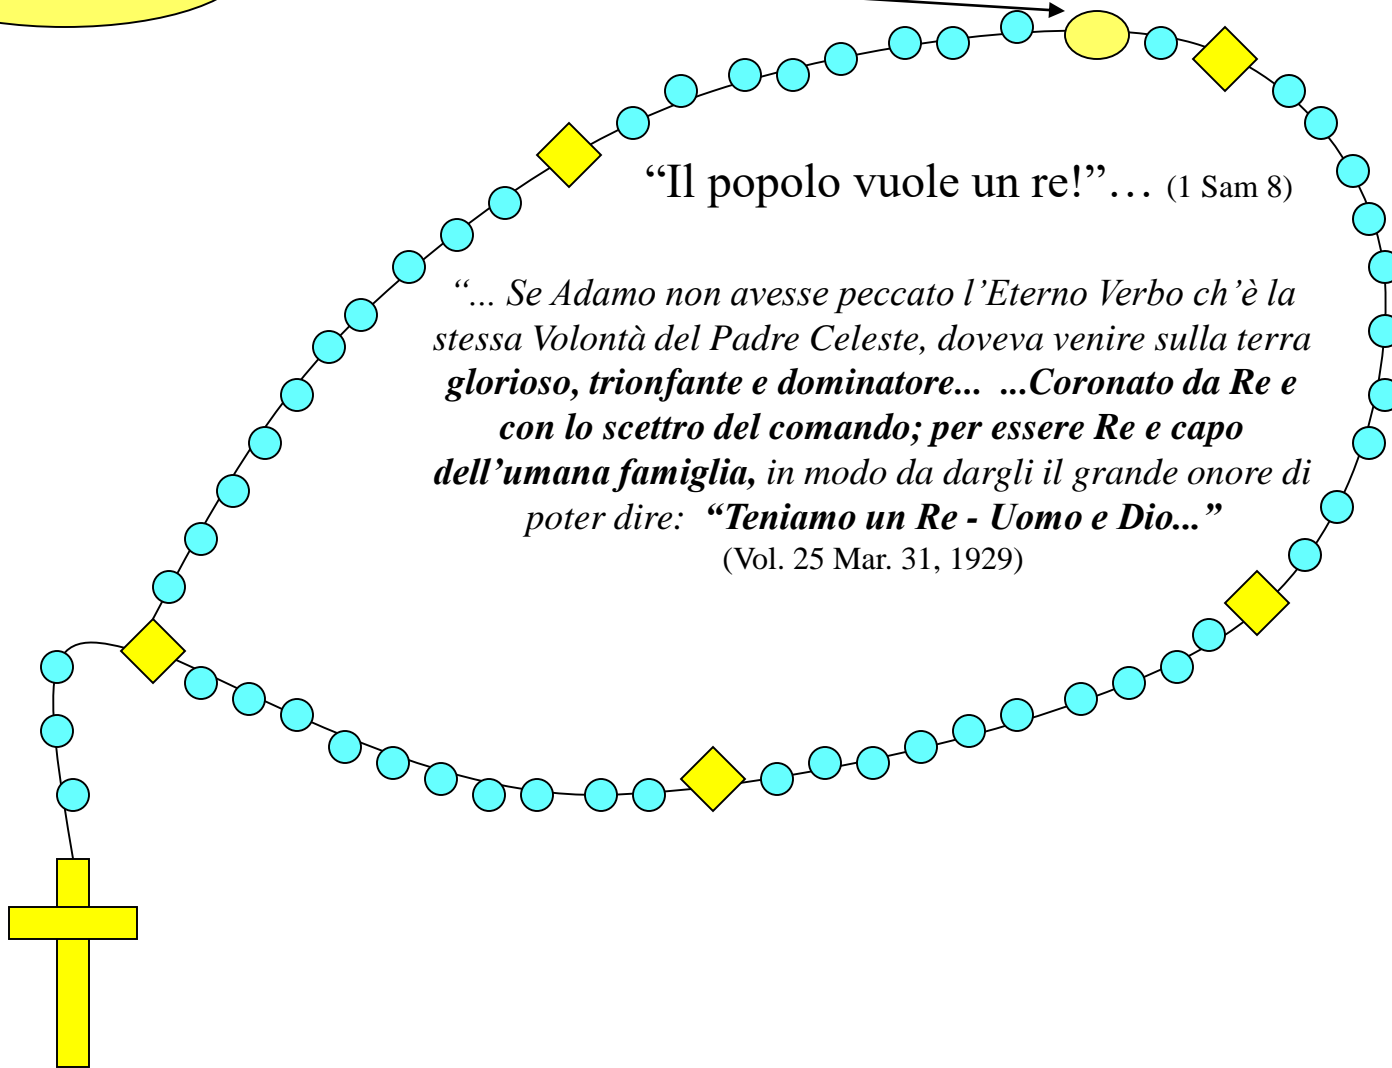 “Il popolo vuole un re!”… (1 Sam 8)
“... Se Adamo non avesse peccato l’Eterno Verbo ch’è la
stessa Volontà del Padre Celeste, doveva venire sulla terra
glorioso, trionfante e dominatore... ...Coronato da Re e
con lo scettro del comando; per essere Re e capo
dell’umana famiglia, in modo da dargli il grande onore di
poter dire: “Teniamo un Re - Uomo e Dio...”
(Vol. 25 Mar. 31, 1929)